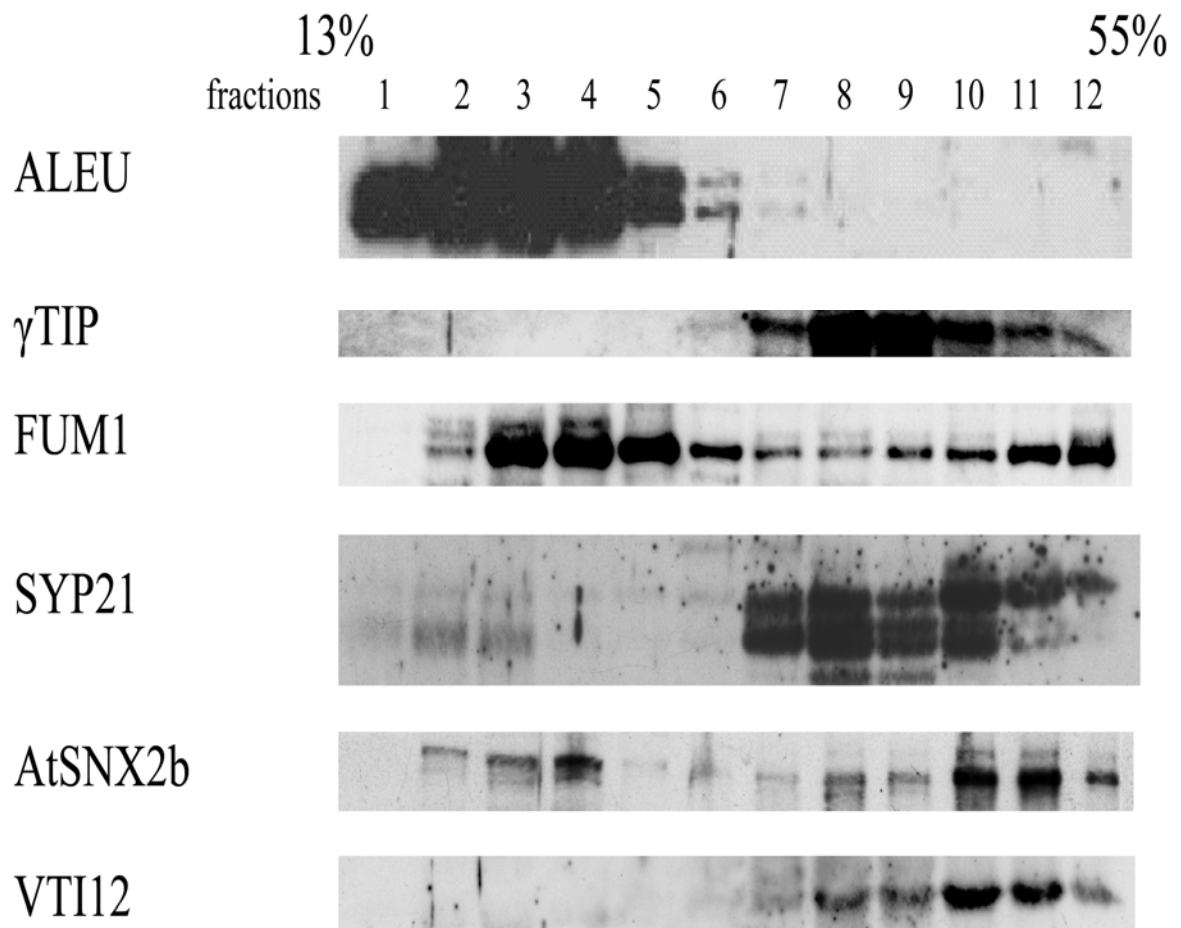 13% 55%
fractions 1 2 3 4 5 6 7 8 9 10 11 12
ALEU
γTIP
FUM1
SYP21
AtSNX2b
VTI12